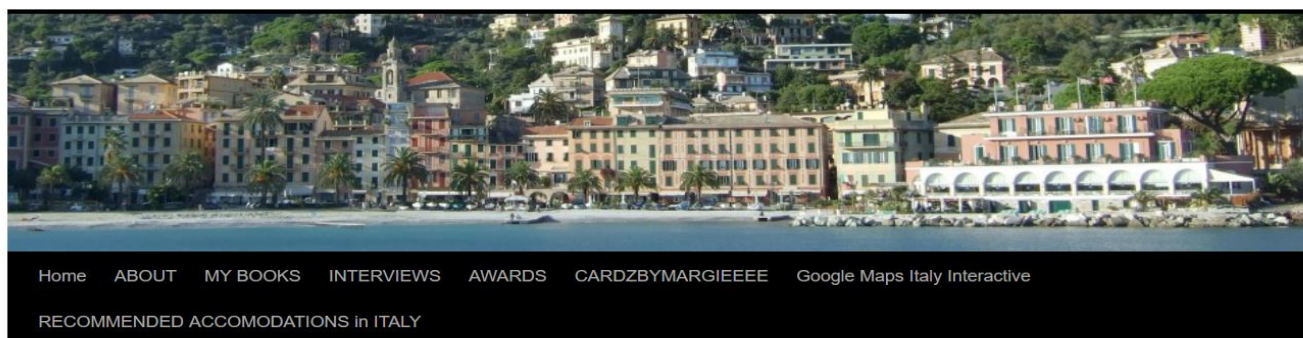 Home ABOUT MY BOOKS INTERVIEWS AWARDS CARDZBYMARGIEEEE Google Maps Italy Interactive
RECOMMENDED ACCOMODATIONS in ITALY